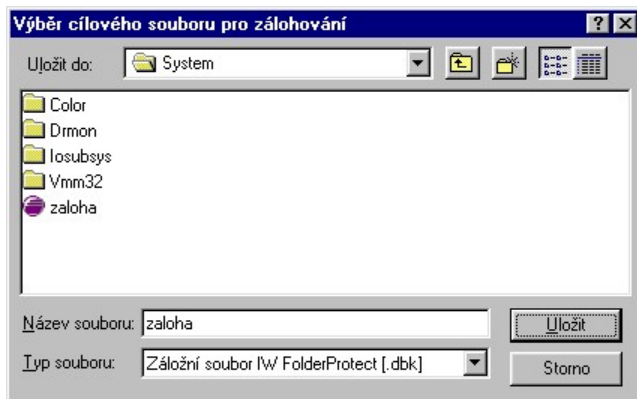 Výběr cílového souboru pro zálohování
Uložit do: System
Color
Drmon
Iosubsys
Vmm32
zaloha
Název souboru: zaloha Uložit
Typ souboru: Záložní soubor IW FolderProtect [.dbk] Storno